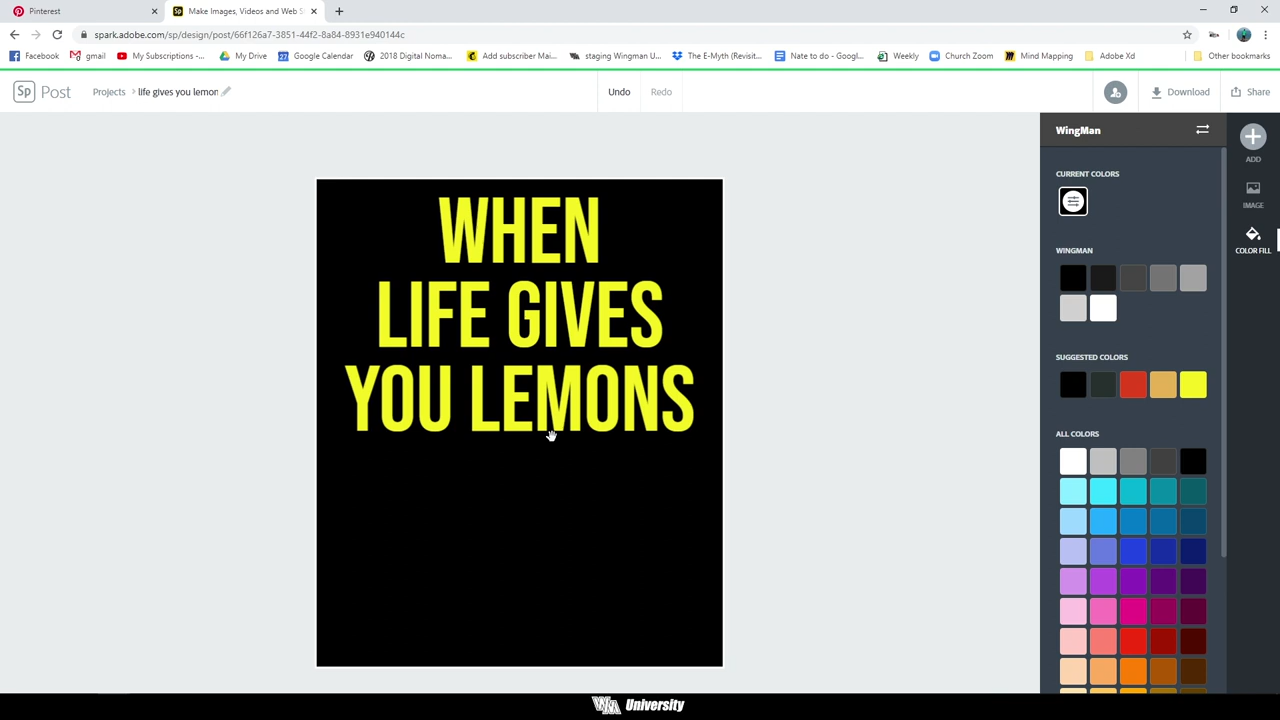 Pinterest
Make Images, Videos and Web S
spark.adobe.com/sp/design/post/66f126a7-3851-44f2-8a84-8931e940144c
Facebook
gmail
My Subscriptions -...
My Drive
Google Calendar
2018 Digital Noma...
Add subscriber Mai...
staging Wingman U...
The E-Myth (Revisit...
Nate to do - Googl...
Weekly
Church Zoom
Mind Mapping
Adobe Xd
Other bookmarks
Sp Post
Projects > life gives you lemon
Undo
Redo
Download
Share
WingMan
ADD
CURRENT COLORS
IMAGE
COLOR FILL
WINGMAN
SUGGESTED COLORS
ALL COLORS
WHEN
LIFE GIVES
YOU LEMONS
University